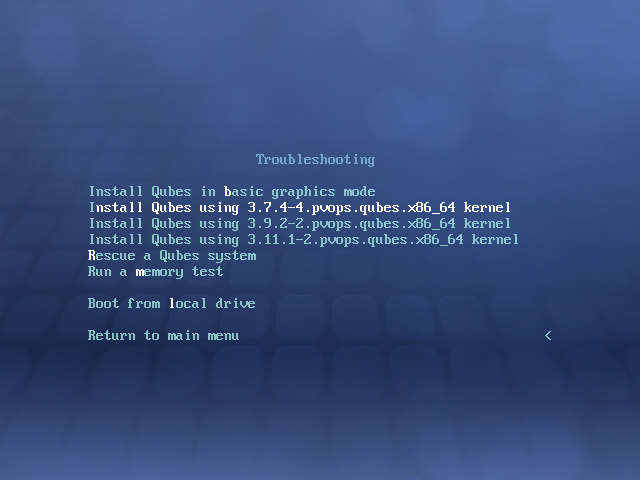 Troubleshooting
Install Qubes in basic graphics mode
Install Qubes using 3.7.4-4.pvops.qubes.x86_64 kernel
Install Qubes using 3.9.2-2.pvops.qubes.x86_64 kernel
Install Qubes using 3.11.1-2.pvops.qubes.x86_64 kernel
Rescue a Qubes system
Run a memory test
Boot from local drive
Return to main menu <